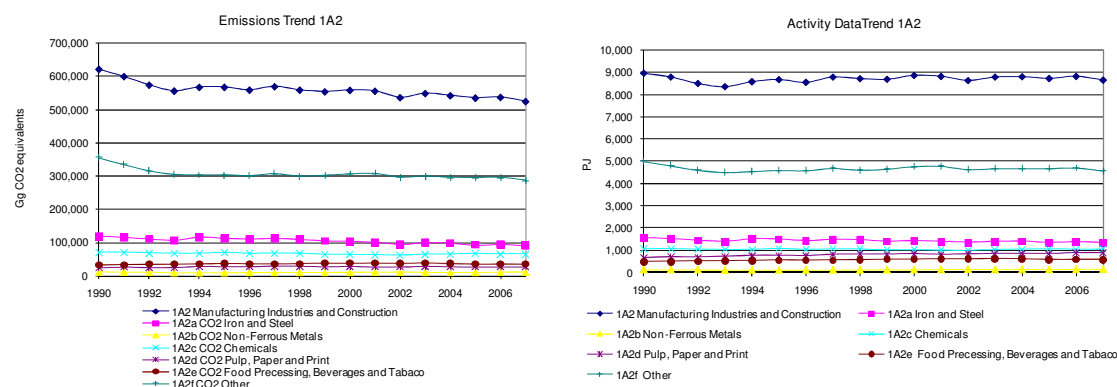 Emissions Trend 1A2
Gg CO2 equivalents
700,000
600,000
500,000
400,000
300,000
200,000
100,000
0
1990 1992 1994 1996 1998 2000 2002 2004 2006
1A2 Manufacturing Industries and Construction
1A2a CO2 Iron and Steel
1A2b CO2 Non-Ferrous Metals
1A2c CO2 Chemicals
1A2d CO2 Pulp, Paper and Print
1A2e CO2 Food Precessing, Beverages and Tabaco
1A2f CO2 Other
Activity DataTrend 1A2
PJ
10,000
9,000
8,000
7,000
6,000
5,000
4,000
3,000
2,000
1,000
0
1990 1992 1994 1996 1998 2000 2002 2004 2006
1A2 Manufacturing Industries and Construction 1A2a Iron and Steel
1A2b Non-Ferrous Metals 1A2c Chemicals
1A2d Pulp, Paper and Print 1A2e Food Precessing, Beverages and Tabaco
1A2f Other